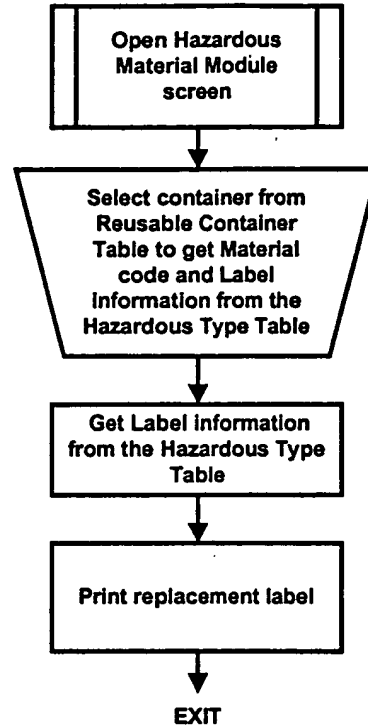 Open Hazardous
Material Module
screen
Select container from
Reusable Container
Table to get Material
code and Label
information from the
Hazardous Type Table
Get Label information
from the Hazardous Type
Table
Print replacement label
EXIT